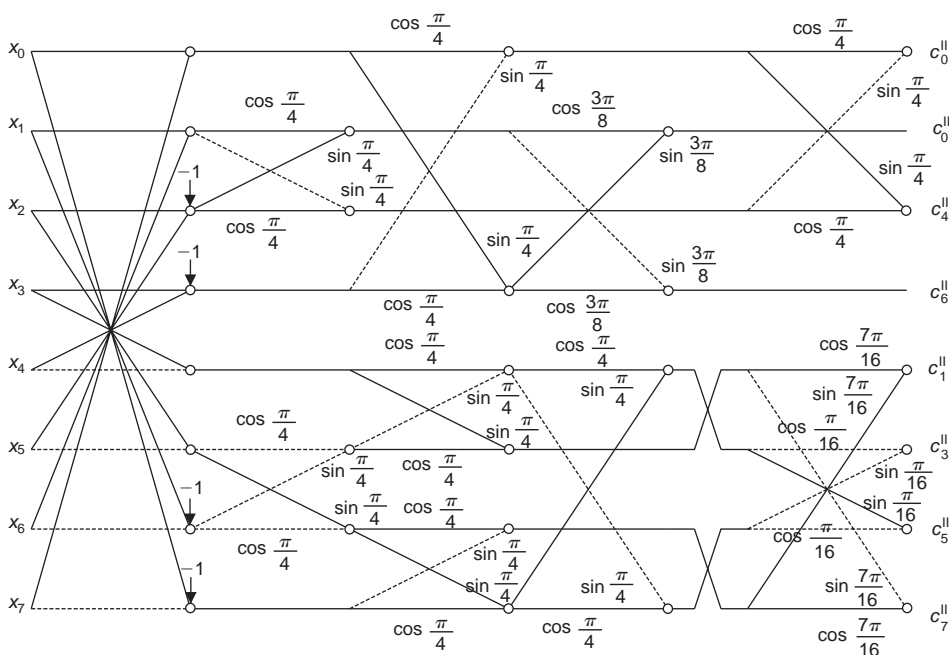 x₀ cos π/4 cos π/4 c₀ᴵᴵ
sin π/4 sin π/4
x₁ cos π/4 cos 3π/8 c₀ᴵᴵ
sin π/4 sin 3π/8
−1 sin π/4 sin π/4
x₂ cos π/4 cos π/4 c₄ᴵᴵ
sin π/4 sin 3π/8
−1
x₃ cos π/4 cos 3π/8 c₆ᴵᴵ
x₄ cos π/4 cos π/4 cos 7π/16 c₁ᴵᴵ
sin π/4 sin π/4 sin 7π/16
x₅ cos π/4 sin π/4 cos π/16 c₃ᴵᴵ
sin π/4 cos π/4 sin π/16
−1 sin π/4 cos π/4 sin π/16
x₆ cos π/4 sin π/4 cos π/16 c₅ᴵᴵ
−1 sin π/4 sin π/4 sin 7π/16
x₇ cos π/4 cos π/4 cos 7π/16 c₇ᴵᴵ